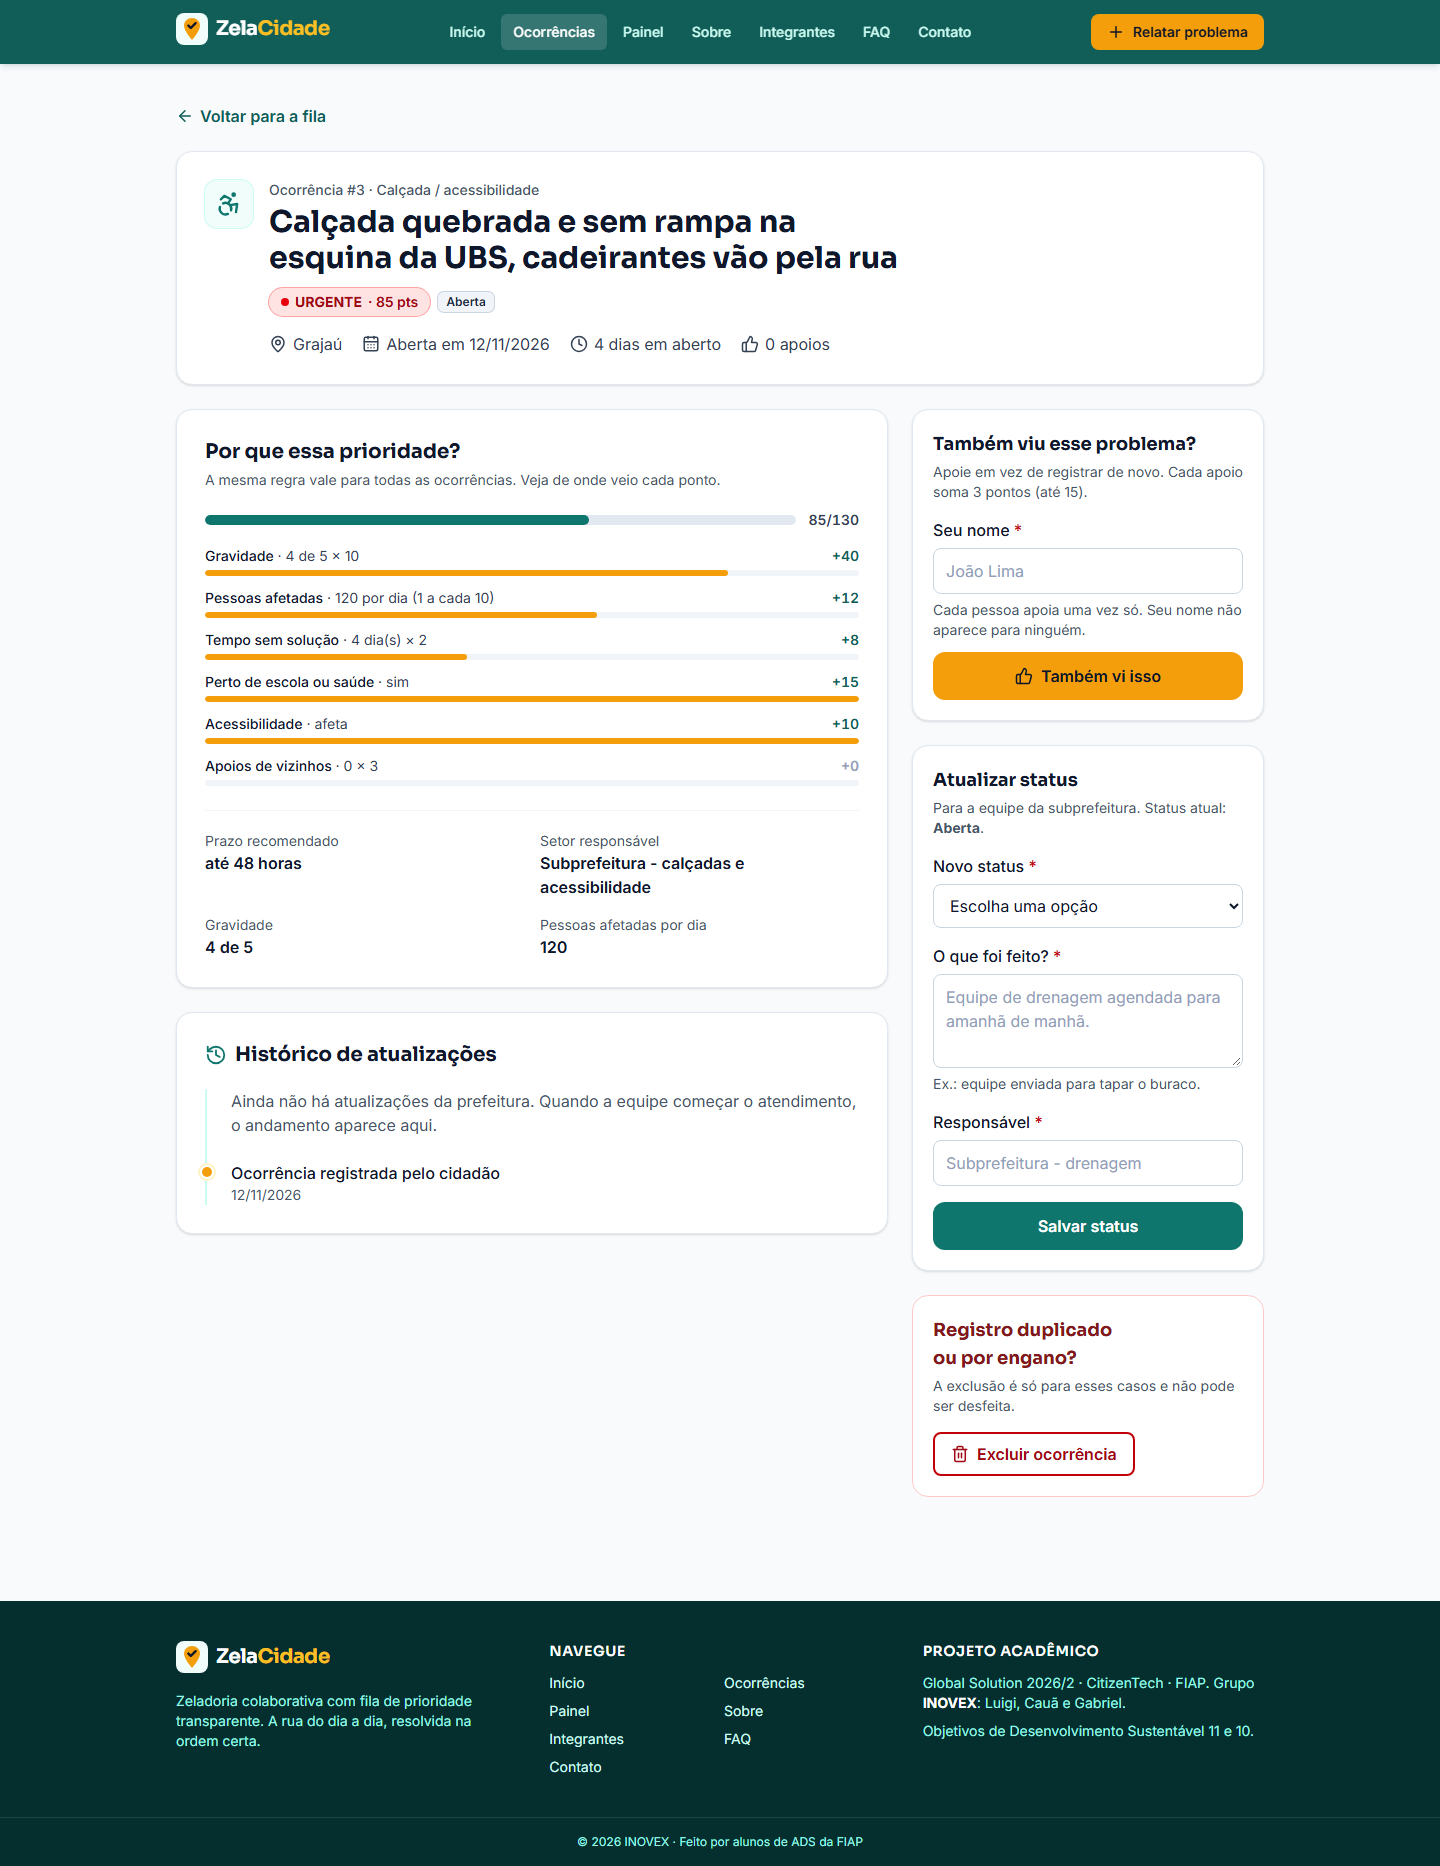 ZelaCidade
Início
Ocorrências
Painel
Sobre
Integrantes
FAQ
Contato
Relatar problema
Voltar para a fila
Ocorrência #3 · Calçada / acessibilidade
Calçada quebrada e sem rampa na
esquina da UBS, cadeirantes vão pela rua
URGENTE · 85 pts
Aberta
Grajaú
Aberta em 12/11/2026
4 dias em aberto
0 apoios
Por que essa prioridade?
A mesma regra vale para todas as ocorrências. Veja de onde veio cada ponto.
85/130
Gravidade · 4 de 5 × 10
+40
Pessoas afetadas · 120 por dia (1 a cada 10)
+12
Tempo sem solução · 4 dia(s) × 2
+8
Perto de escola ou saúde · sim
+15
Acessibilidade · afeta
+10
Apoios de vizinhos · 0 × 3
+0
Prazo recomendado
até 48 horas
Setor responsável
Subprefeitura - calçadas e
acessibilidade
Gravidade
4 de 5
Pessoas afetadas por dia
120
Histórico de atualizações
Ainda não há atualizações da prefeitura. Quando a equipe começar o atendimento,
o andamento aparece aqui.
Ocorrência registrada pelo cidadão
12/11/2026
Também viu esse problema?
Apoie em vez de registrar de novo. Cada apoio
soma 3 pontos (até 15).
Seu nome *
João Lima
Cada pessoa apoia uma vez só. Seu nome não
aparece para ninguém.
Também vi isso
Atualizar status
Para a equipe da subprefeitura. Status atual:
Aberta.
Novo status *
Escolha uma opção
O que foi feito? *
Equipe de drenagem agendada para
amanhã de manhã.
Ex.: equipe enviada para tapar o buraco.
Responsável *
Subprefeitura - drenagem
Salvar status
Registro duplicado
ou por engano?
A exclusão é só para esses casos e não pode
ser desfeita.
Excluir ocorrência
ZelaCidade
Zeladoria colaborativa com fila de prioridade
transparente. A rua do dia a dia, resolvida na
ordem certa.
NAVEGUE
Início
Ocorrências
Painel
Sobre
Integrantes
FAQ
Contato
PROJETO ACADÊMICO
Global Solution 2026/2 · CitizenTech · FIAP. Grupo
INOVEX: Luigi, Cauã e Gabriel.
Objetivos de Desenvolvimento Sustentável 11 e 10.
© 2026 INOVEX · Feito por alunos de ADS da FIAP